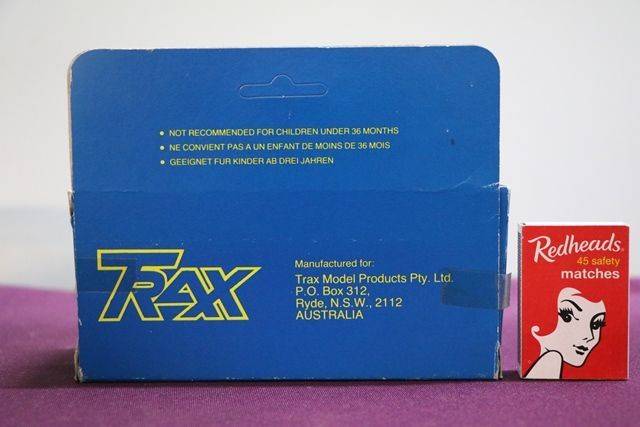 • NOT RECOMMENDED FOR CHILDREN UNDER 36 MONTHS
• NE CONVIENT PAS A UN ENFANT DE MOINS DE 36 MOIS
• GEEIGNET FUR KINDER AB DREI JAHREN
TRAX
Manufactured for:
Trax Model Products Pty. Ltd.
P.O. Box 312,
Ryde, N.S.W., 2112
AUSTRALIA
Redheads
45 safety
matches